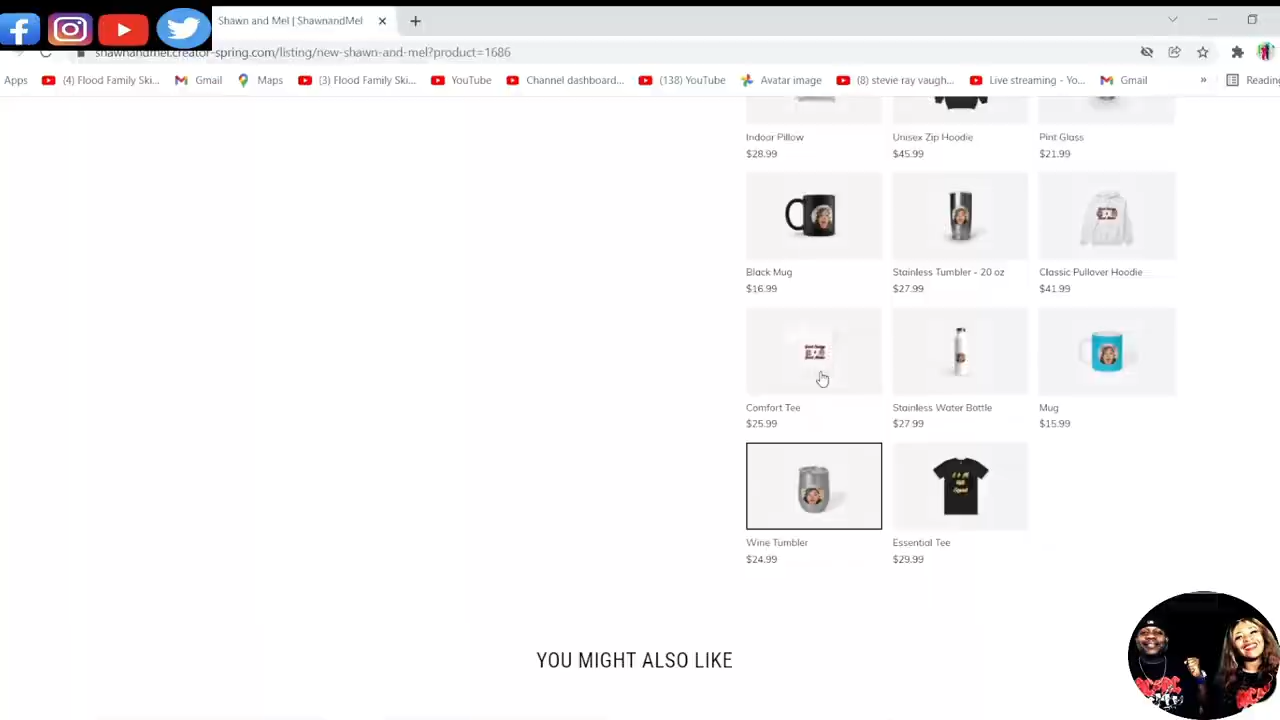 Shawn and Mel | ShawnandMel
shawnandmel.creator-spring.com/listing/new-shawn-and-mel?product=1686
Apps
(4) Flood Family Ski...
Gmail
Maps
(3) Flood Family Ski...
YouTube
(138) YouTube
Channel dashboard...
Avatar image
(8) stevie ray vaugh...
Live streaming - Yo...
Gmail
»
Reading
Indoor Pillow
$28.99
Unisex Zip Hoodie
$45.99
Pint Glass
$21.99
Black Mug
$16.99
Stainless Tumbler - 20 oz
$27.99
Classic Pullover Hoodie
$41.99
Comfort Tee
$25.99
Stainless Water Bottle
$27.99
Mug
$15.99
Wine Tumbler
$24.99
Essential Tee
$29.99
YOU MIGHT ALSO LIKE